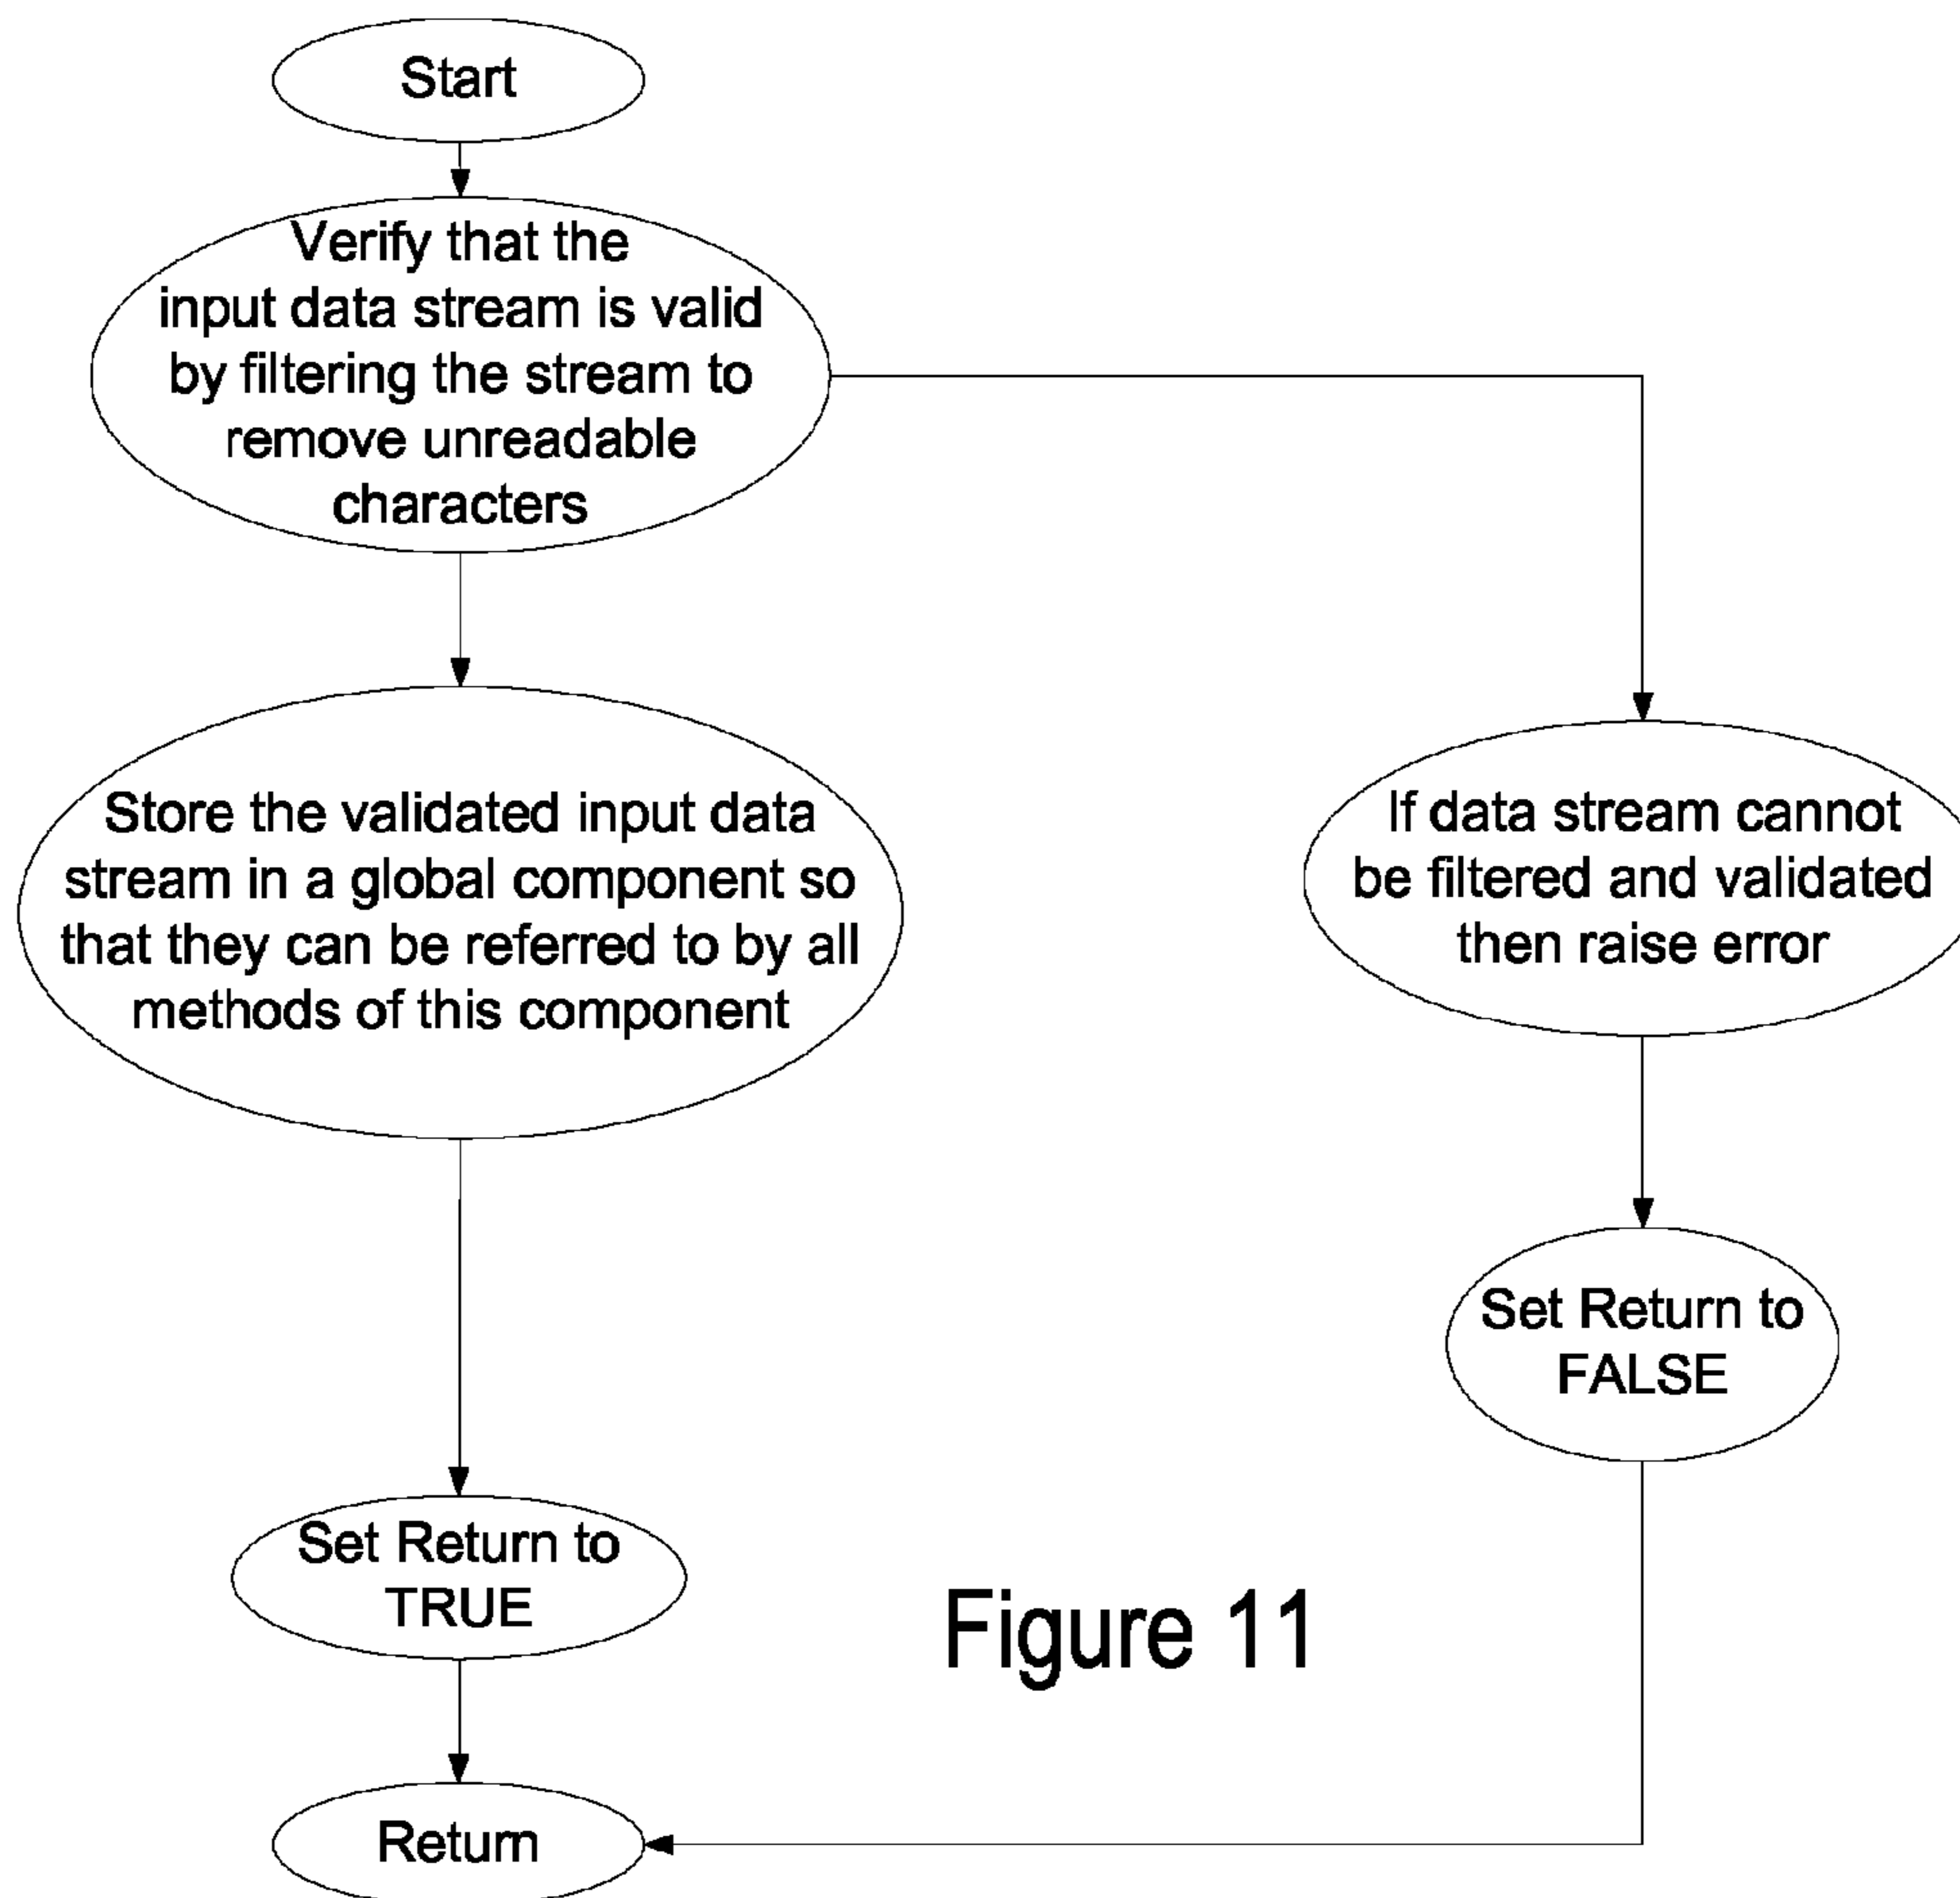 Start
Verify that the
input data stream is valid
by filtering the stream to
remove unreadable
characters
Store the validated input data
stream in a global component so
that they can be referred to by all
methods of this component
If data stream cannot
be filtered and validated
then raise error
Set Return to
FALSE
Set Return to
TRUE
Figure 11
Return